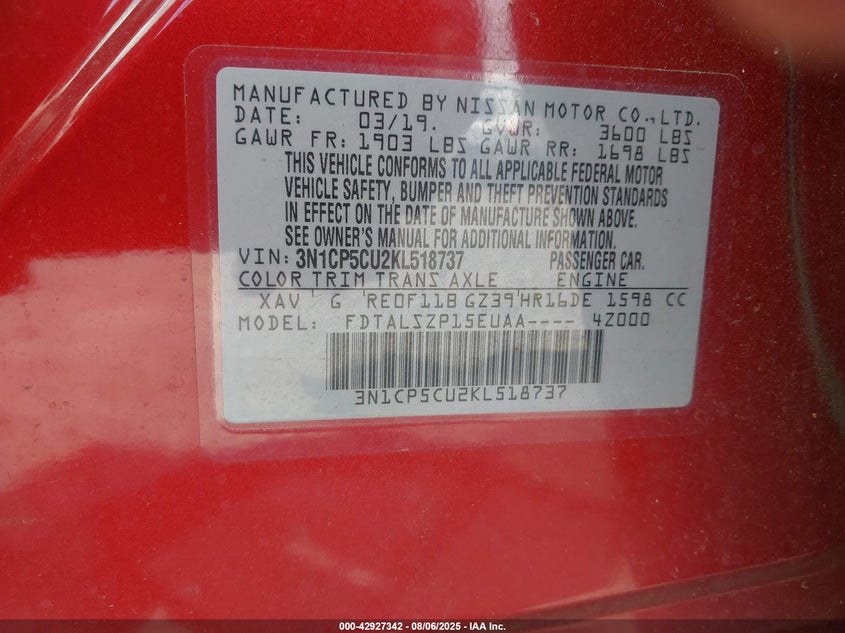 MANUFACTURED BY NISSAN MOTOR CO.,LTD.
DATE: 03/19. GVWR: 3600 LBS
GAWR FR: 1903 LBS GAWR RR: 1698 LBS
THIS VEHICLE CONFORMS TO ALL APPLICABLE FEDERAL MOTOR
VEHICLE SAFETY, BUMPER AND THEFT PREVENTION STANDARDS
IN EFFECT ON THE DATE OF MANUFACTURE SHOWN ABOVE.
SEE OWNER'S MANUAL FOR ADDITIONAL INFORMATION.
VIN: 3N1CP5CU2KL518737 PASSENGER CAR.
COLOR TRIM TRANS AXLE ENGINE
XAV G RE0F11B GZ39 HR16DE 1598 CC
MODEL: FDTALSZP15EUAA---- 4Z000
3N1CP5CU2KL518737
000-42927342 | 08/06/2025 - IAA Inc.